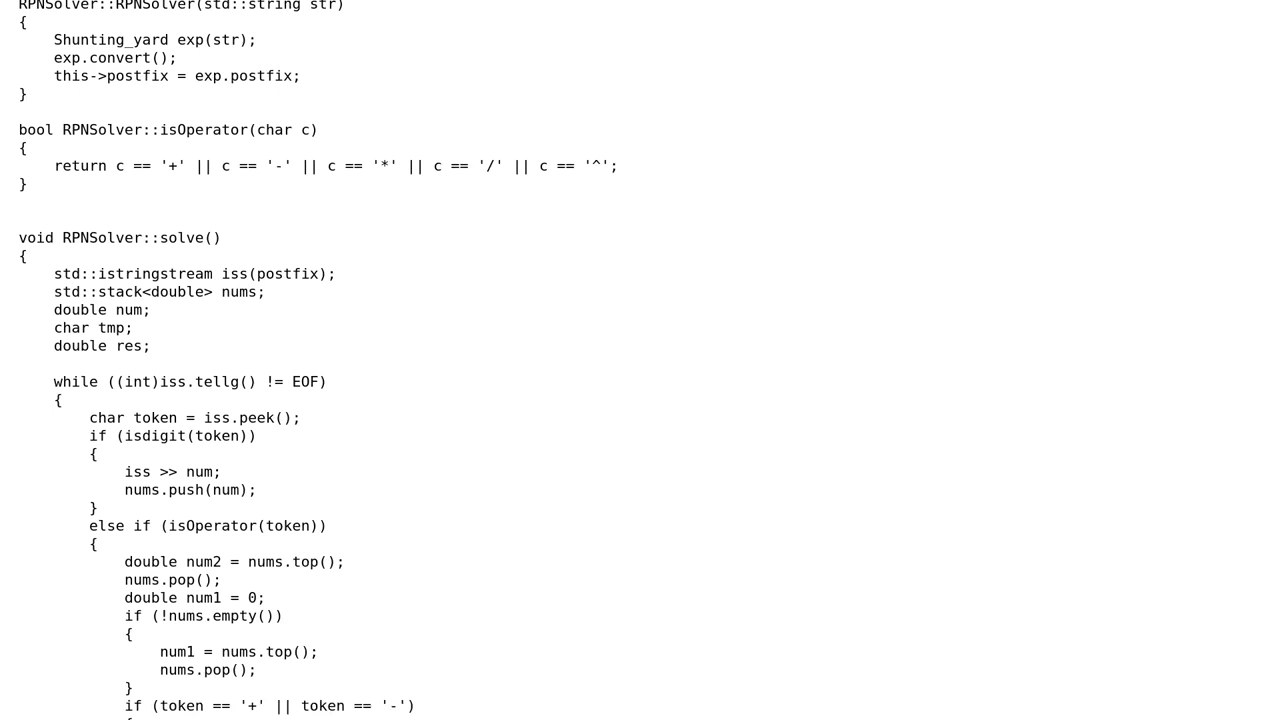 RPNSolver::RPNSolver(std::string str)
{
    Shunting_yard exp(str);
    exp.convert();
    this->postfix = exp.postfix;
}

bool RPNSolver::isOperator(char c)
{
    return c == '+' || c == '-' || c == '*' || c == '/' || c == '^';
}


void RPNSolver::solve()
{
    std::istringstream iss(postfix);
    std::stack<double> nums;
    double num;
    char tmp;
    double res;

    while ((int)iss.tellg() != EOF)
    {
        char token = iss.peek();
        if (isdigit(token))
        {
            iss >> num;
            nums.push(num);
        }
        else if (isOperator(token))
        {
            double num2 = nums.top();
            nums.pop();
            double num1 = 0;
            if (!nums.empty())
            {
                num1 = nums.top();
                nums.pop();
            }
            if (token == '+' || token == '-')
            {